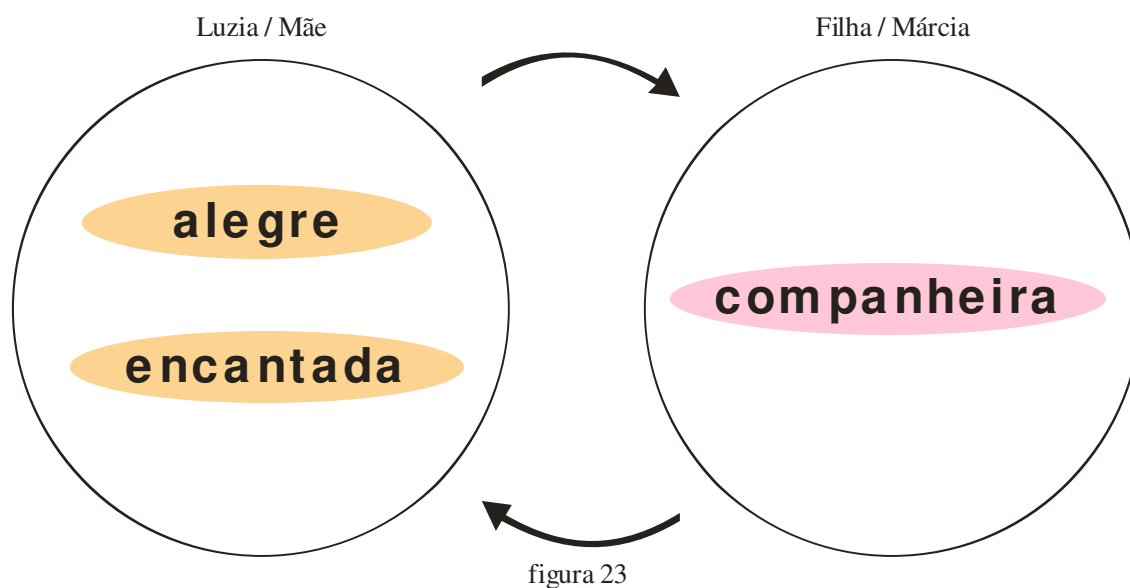 Luzia / Mãe
Filha / Márcia
alegre
companheira
encantada
figura 23